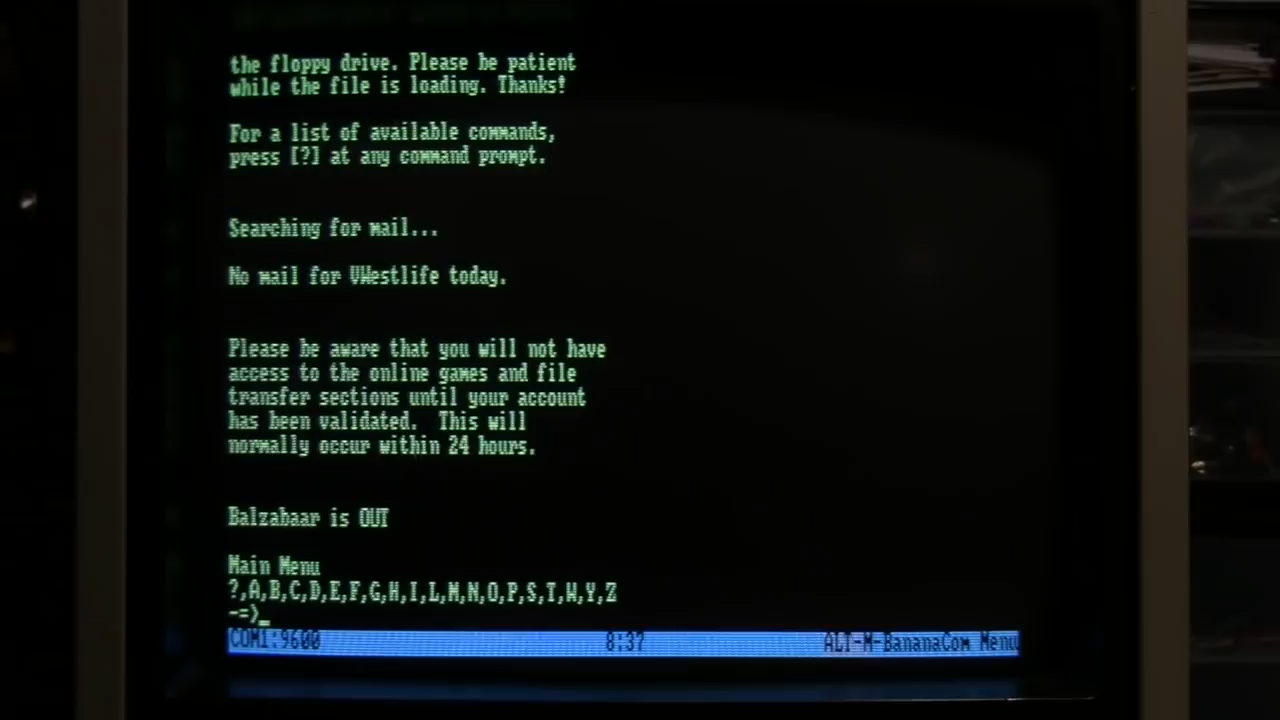 the floppy drive. Please be patient
while the file is loading. Thanks!
For a list of available commands,
press [?] at any command prompt.
Searching for mail...
No mail for VWestlife today.
Please be aware that you will not have
access to the online games and file
transfer sections until your account
has been validated.  This will
normally occur within 24 hours.
Balzabaar is OUT
Main Menu
?,A,B,C,D,E,F,G,H,I,L,M,N,O,P,S,T,W,Y,Z
-=>_
COM1:9600 8:37 ALT-M-BananaCom Menu